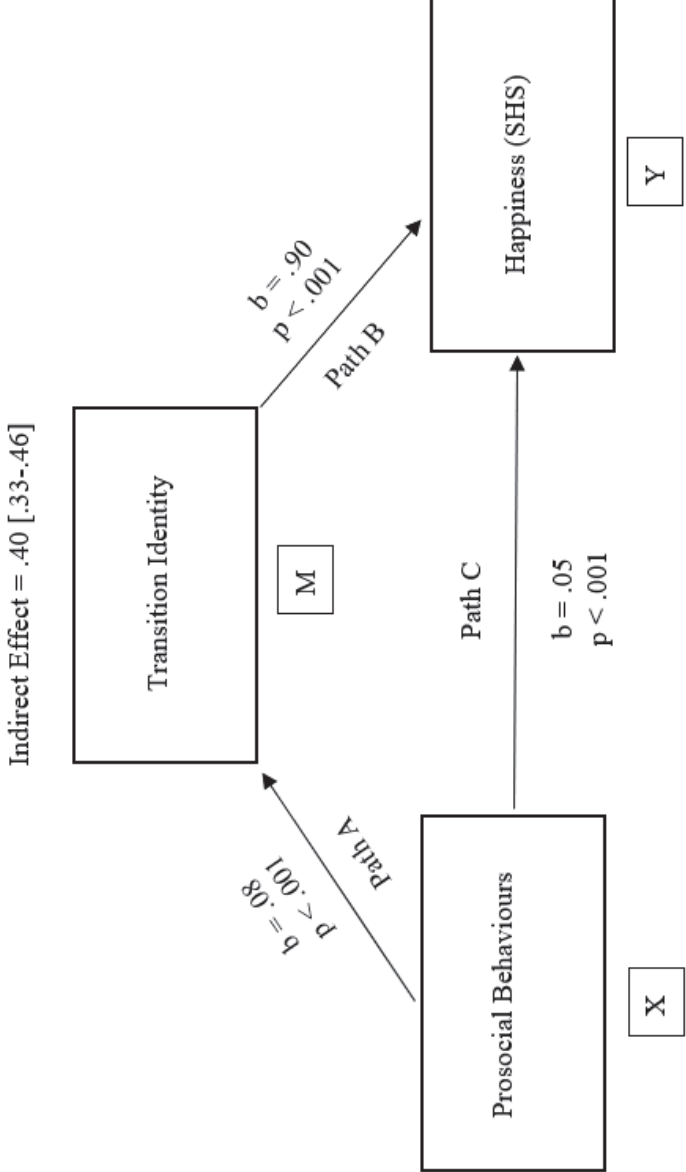 Indirect Effect = .40 [.33-.46]
Transition Identity
M
b = .08
p < .001
Path A
b = .90
p < .001
Path B
Path C
b = .05
p < .001
Prosocial Behaviours
X
Happiness (SHS)
Y